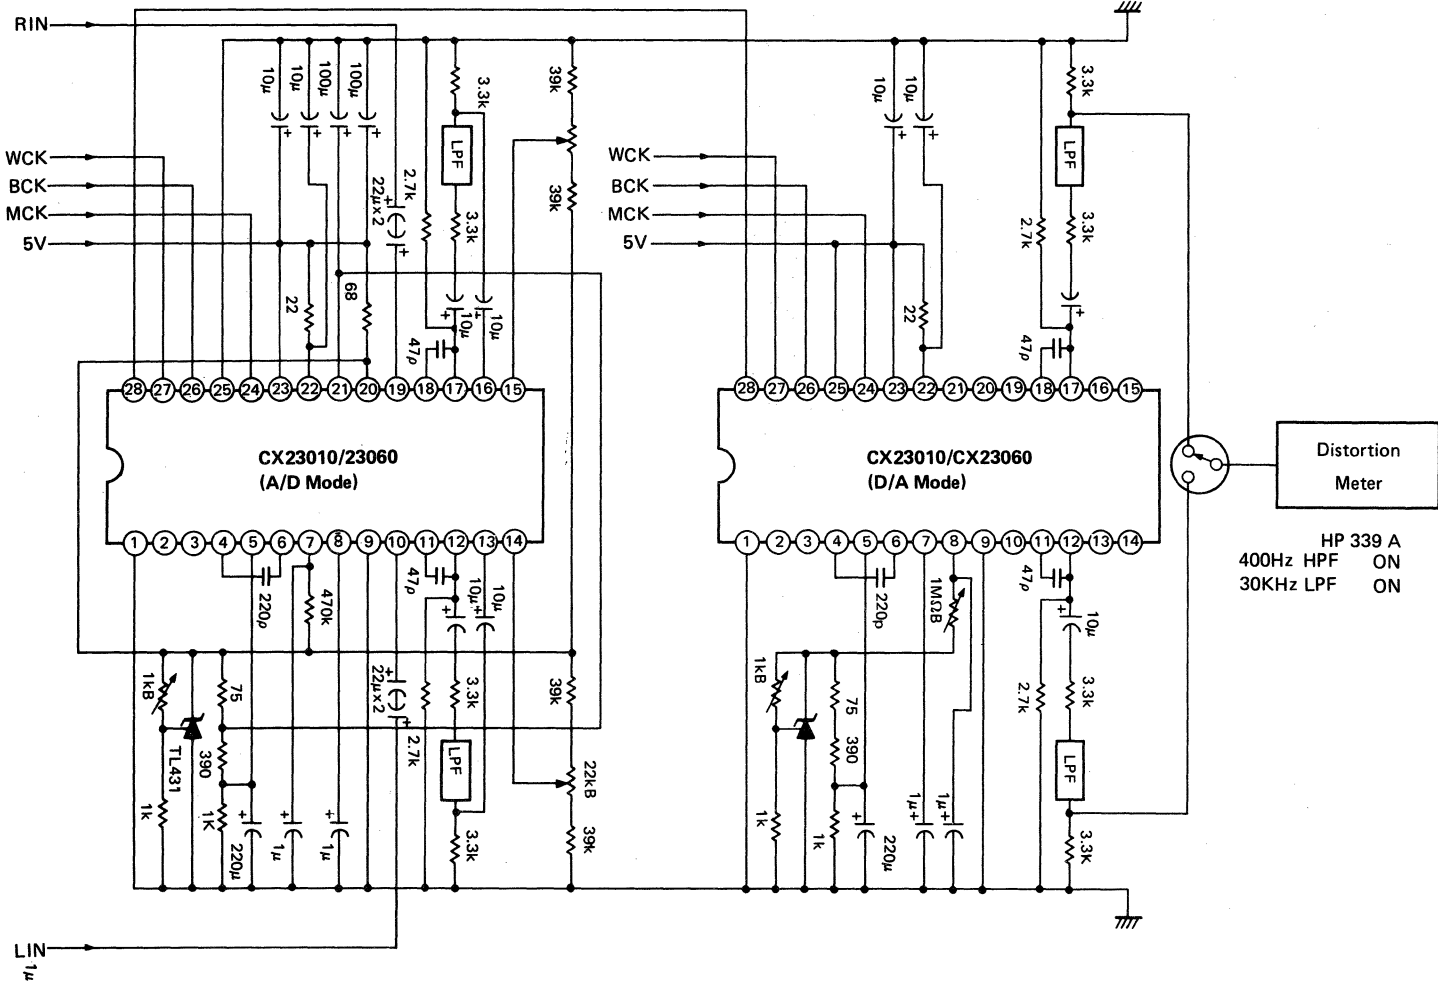 RIN
10μ
10μ
100μ
100μ
3.3k
39k
10μ
10μ
3.3k
LPF
LPF
WCK
BCK
MCK
5V
22μ×2
2.7k
3.3k
39k
WCK
BCK
MCK
5V
2.7k
3.3k
22
68
10μ
10μ
47p
22
47p
28 27 26 25 24 23 22 21 20 19 18 17 16 15
28 27 26 25 24 23 22 21 20 19 18 17 16 15
CX23010/23060
(A/D Mode)
CX23010/CX23060
(D/A Mode)
Distortion
Meter
1 2 3 4 5 6 7 8 9 10 11 12 13 14
1 2 3 4 5 6 7 8 9 10 11 12 13 14
HP 339 A
400Hz HPF ON
30KHz LPF ON
220p
470k
47p
10μ
10μ
220p
1MΩB
47p
10μ
1kB
75
22μ×2
3.3k
39k
1kB
75
2.7k
3.3k
TL431
390
2.7k
LPF
22kB
390
LPF
1k
1K
220μ
1μ
1μ
3.3k
39k
1k
1k
220μ
1μ
1μ
3.3K
LIN
1μ